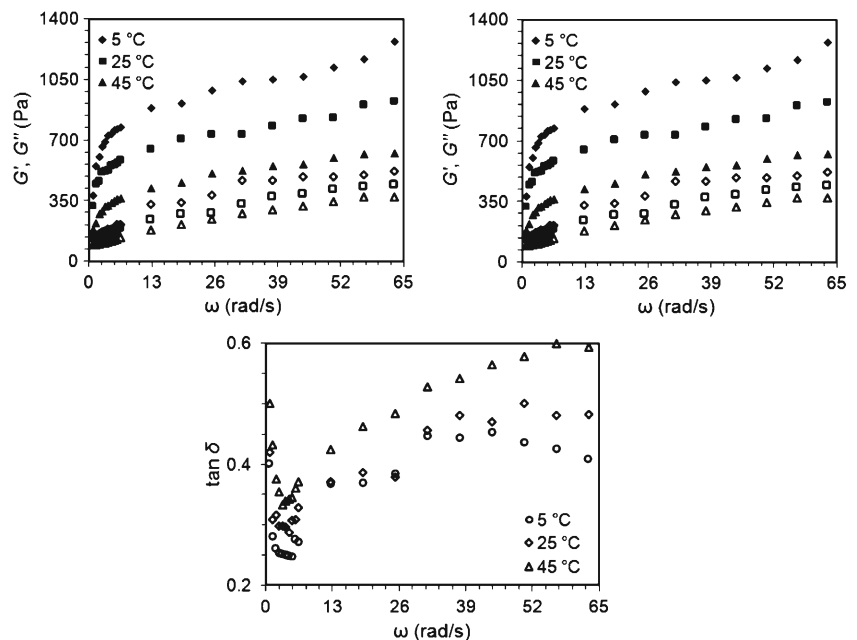 1400
1050
700
350
0
G', G'' (Pa)
5 °C
25 °C
45 °C
0 13 26 39 52 65
ω (rad/s)
1400
1050
700
350
0
G', G'' (Pa)
5 °C
25 °C
45 °C
0 13 26 39 52 65
ω (rad/s)
0.6
0.4
0.2
tan δ
5 °C
25 °C
45 °C
0 13 26 39 52 65
ω (rad/s)